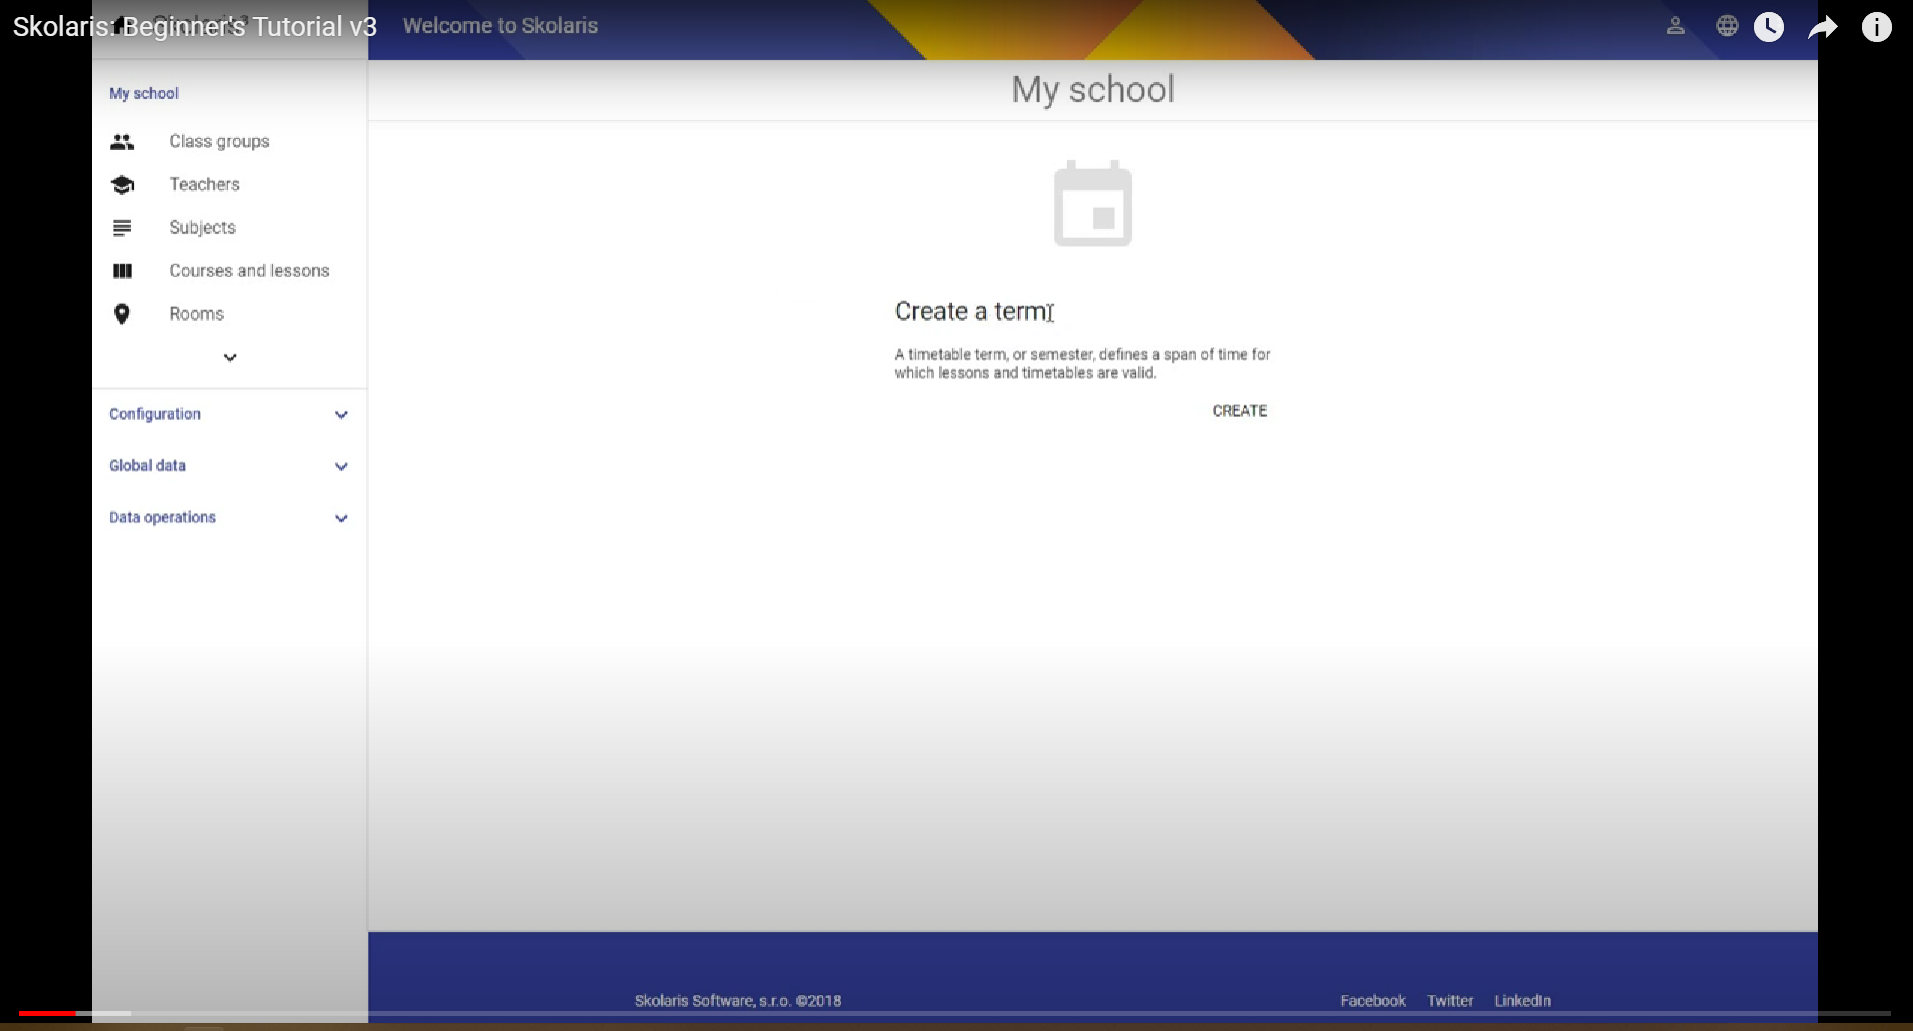 Skolaris: Beginner's Tutorial v3
Welcome to Skolaris
My school
Class groups
Teachers
Subjects
Courses and lessons
Rooms
Configuration
Global data
Data operations
My school
Create a term
A timetable term, or semester, defines a span of time for
which lessons and timetables are valid.
CREATE
Skolaris Software, s.r.o. ©2018
Facebook Twitter LinkedIn